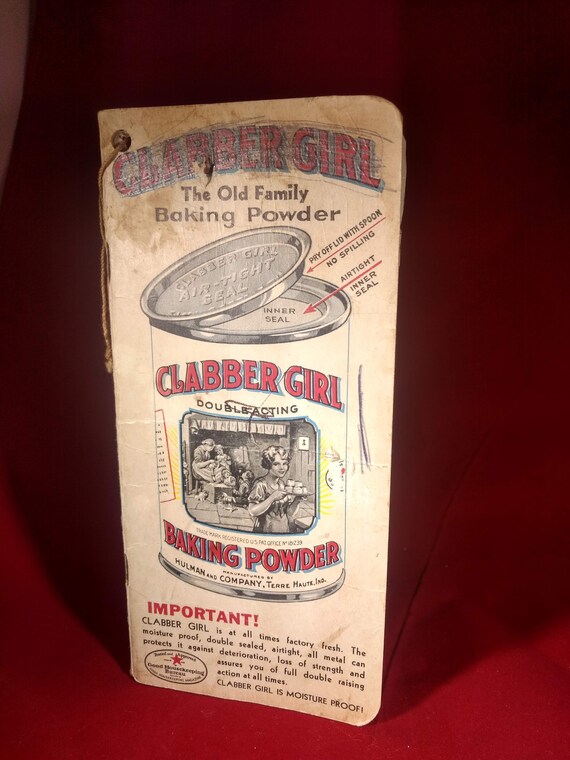 CLABBER GIRL
The Old Family
Baking Powder
PRY OFF LID WITH SPOON
NO SPILLING
AIRTIGHT
INNER
SEAL
CLABBER GIRL
AIR-TIGHT
SEAL
INNER
SEAL
CLABBER GIRL
DOUBLE ACTING
TRADE MARK REGISTERED U.S. PAT. OFFICE Nº 101239
BAKING POWDER
MANUFACTURED BY
HULMAN AND COMPANY, TERRE HAUTE, IND.
IMPORTANT!
CLABBER GIRL is at all times factory fresh. The
moisture proof, double sealed, airtight, all metal can
protects it against deterioration, loss of strength and
assures you of full double raising
action at all times.
CLABBER GIRL IS MOISTURE PROOF!
Tested and Approved
Good Housekeeping
Bureau